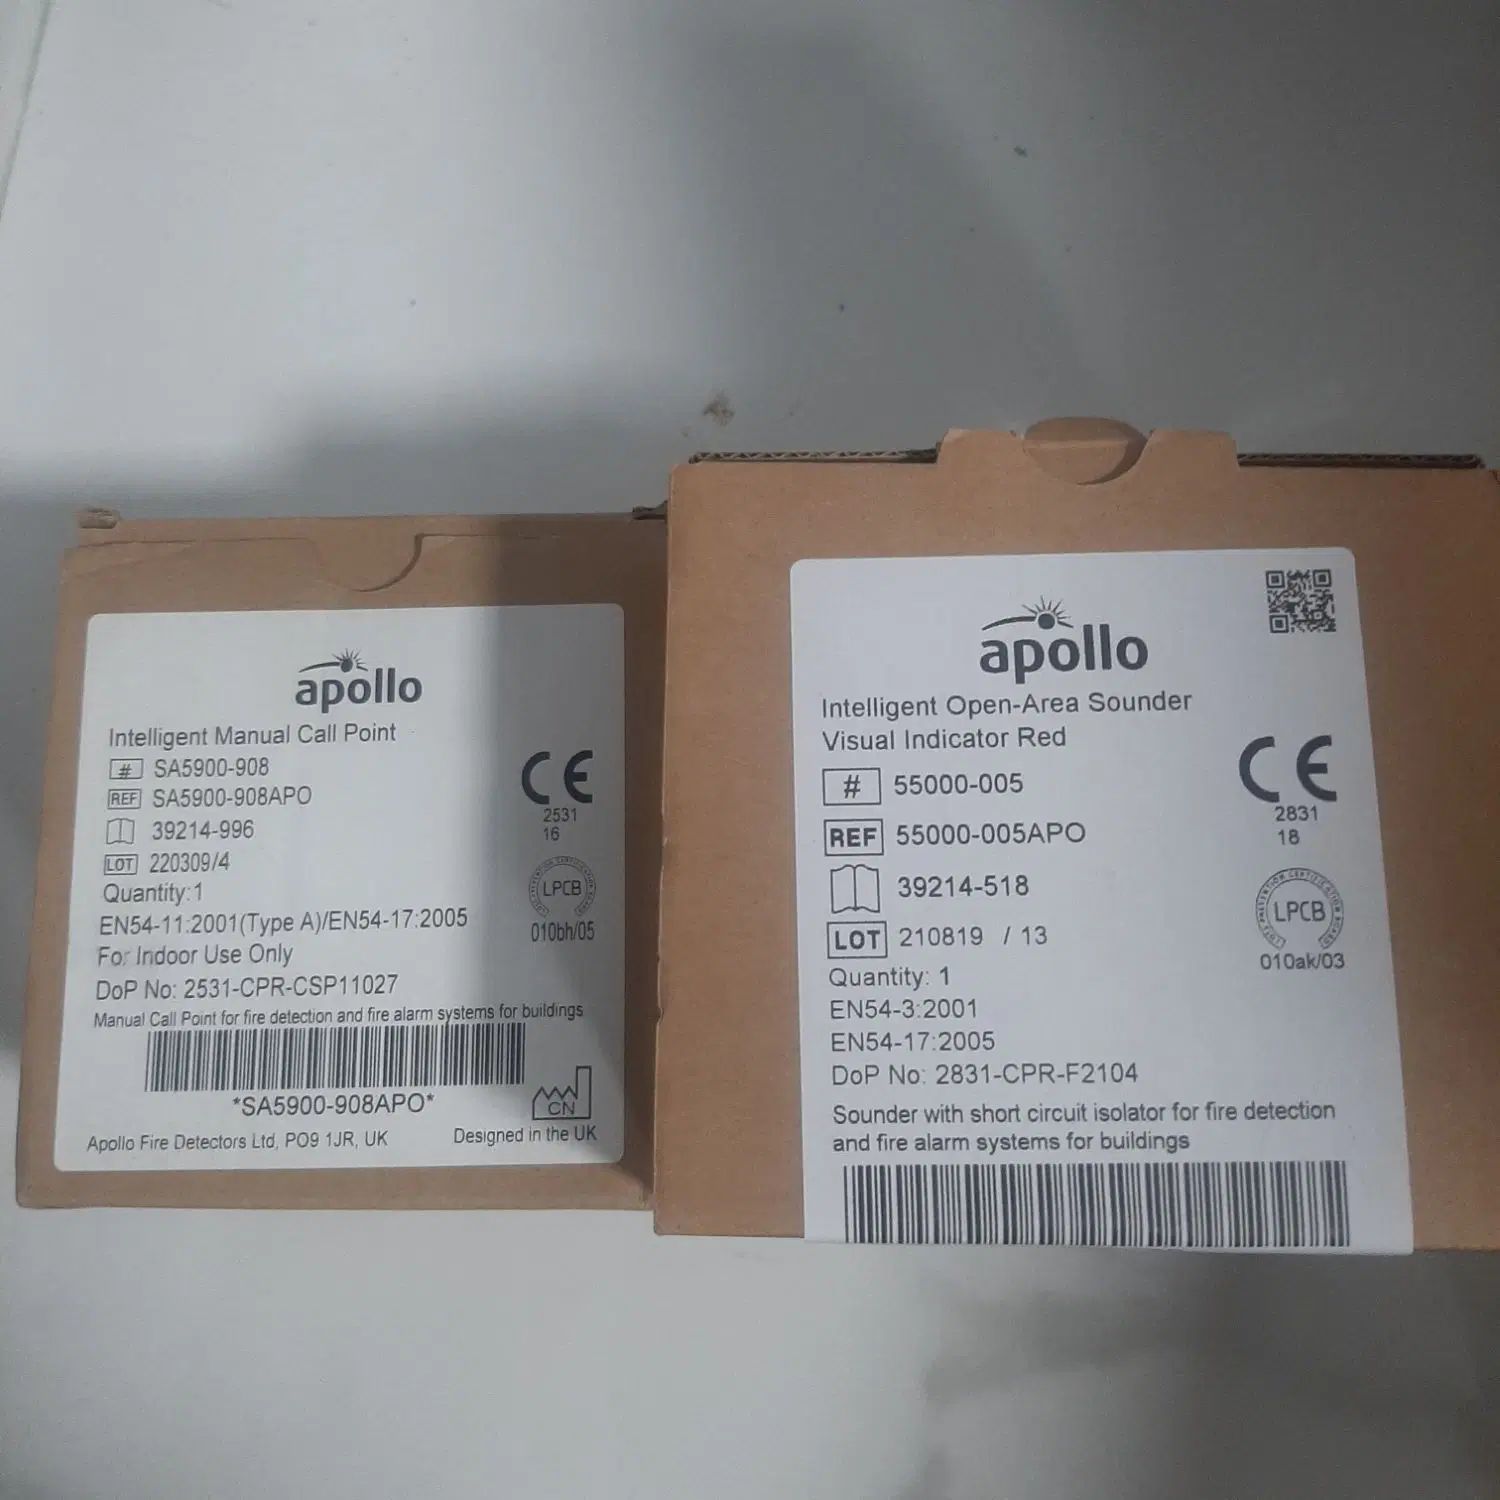 apollo
Intelligent Manual Call Point
# SA5900-908
REF SA5900-908APO
39214-996
LOT 220309/4
Quantity:1
EN54-11:2001(Type A)/EN54-17:2005
For Indoor Use Only
DoP No: 2531-CPR-CSP11027
Manual Call Point for fire detection and fire alarm systems for buildings
*SA5900-908APO*
Apollo Fire Detectors Ltd, PO9 1JR, UK
CE
2531
16
LPCB
010bh/05
CN
Designed in the UK
apollo
Intelligent Open-Area Sounder
Visual Indicator Red
# 55000-005
REF 55000-005APO
39214-518
LOT 210819 / 13
Quantity: 1
EN54-3:2001
EN54-17:2005
DoP No: 2831-CPR-F2104
Sounder with short circuit isolator for fire detection
and fire alarm systems for buildings
CE
2831
18
LPCB
010ak/03